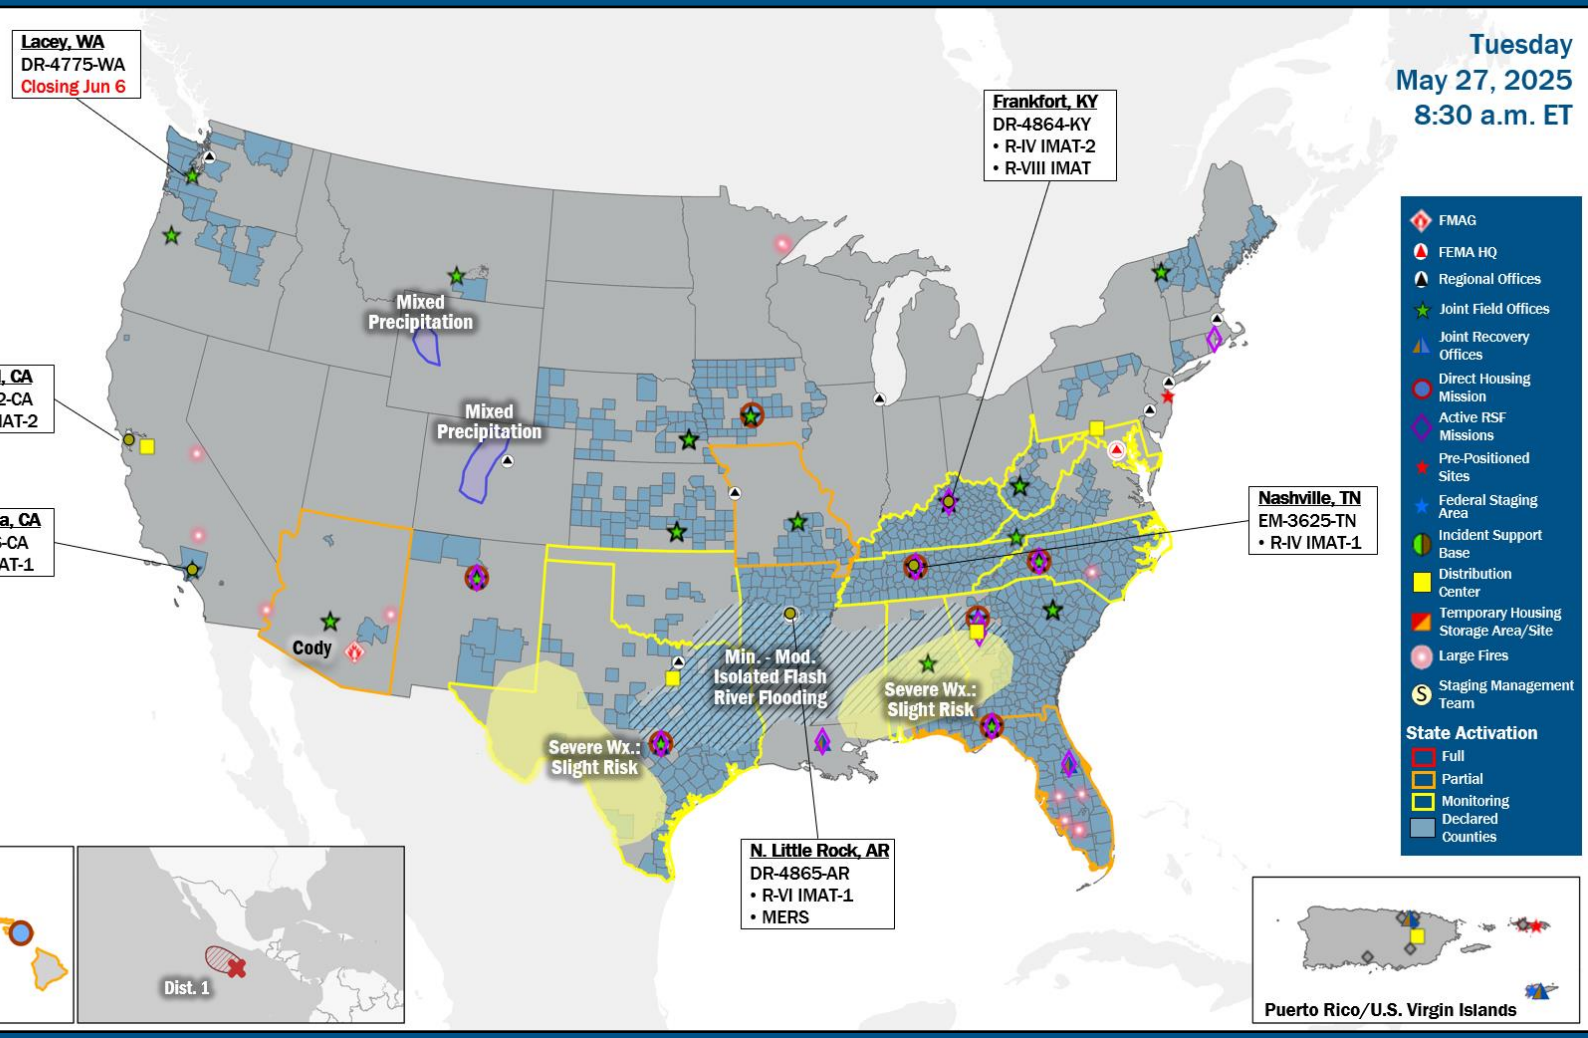 Tuesday
May 27, 2025
8:30 a.m. ET
Lacey, WA
DR-4775-WA
Closing Jun 6
Frankfort, KY
DR-4864-KY
• R-IV IMAT-2
• R-VIII IMAT
Mixed
Precipitation
, CA
2-CA
IAT-2
Mixed
Precipitation
a, CA
-CA
AT-1
Nashville, TN
EM-3625-TN
• R-IV IMAT-1
Cody
Min. - Mod.
Isolated Flash
River Flooding
Severe Wx.:
Slight Risk
Severe Wx.:
Slight Risk
N. Little Rock, AR
DR-4865-AR
• R-VI IMAT-1
• MERS
Dist. 1
FMAG
FEMA HQ
Regional Offices
Joint Field Offices
Joint Recovery
Offices
Direct Housing
Mission
Active RSF
Missions
Pre-Positioned
Sites
Federal Staging
Area
Incident Support
Base
Distribution
Center
Temporary Housing
Storage Area/Site
Large Fires
S
Staging Management
Team
State Activation
Full
Partial
Monitoring
Declared
Counties
Puerto Rico/U.S. Virgin Islands